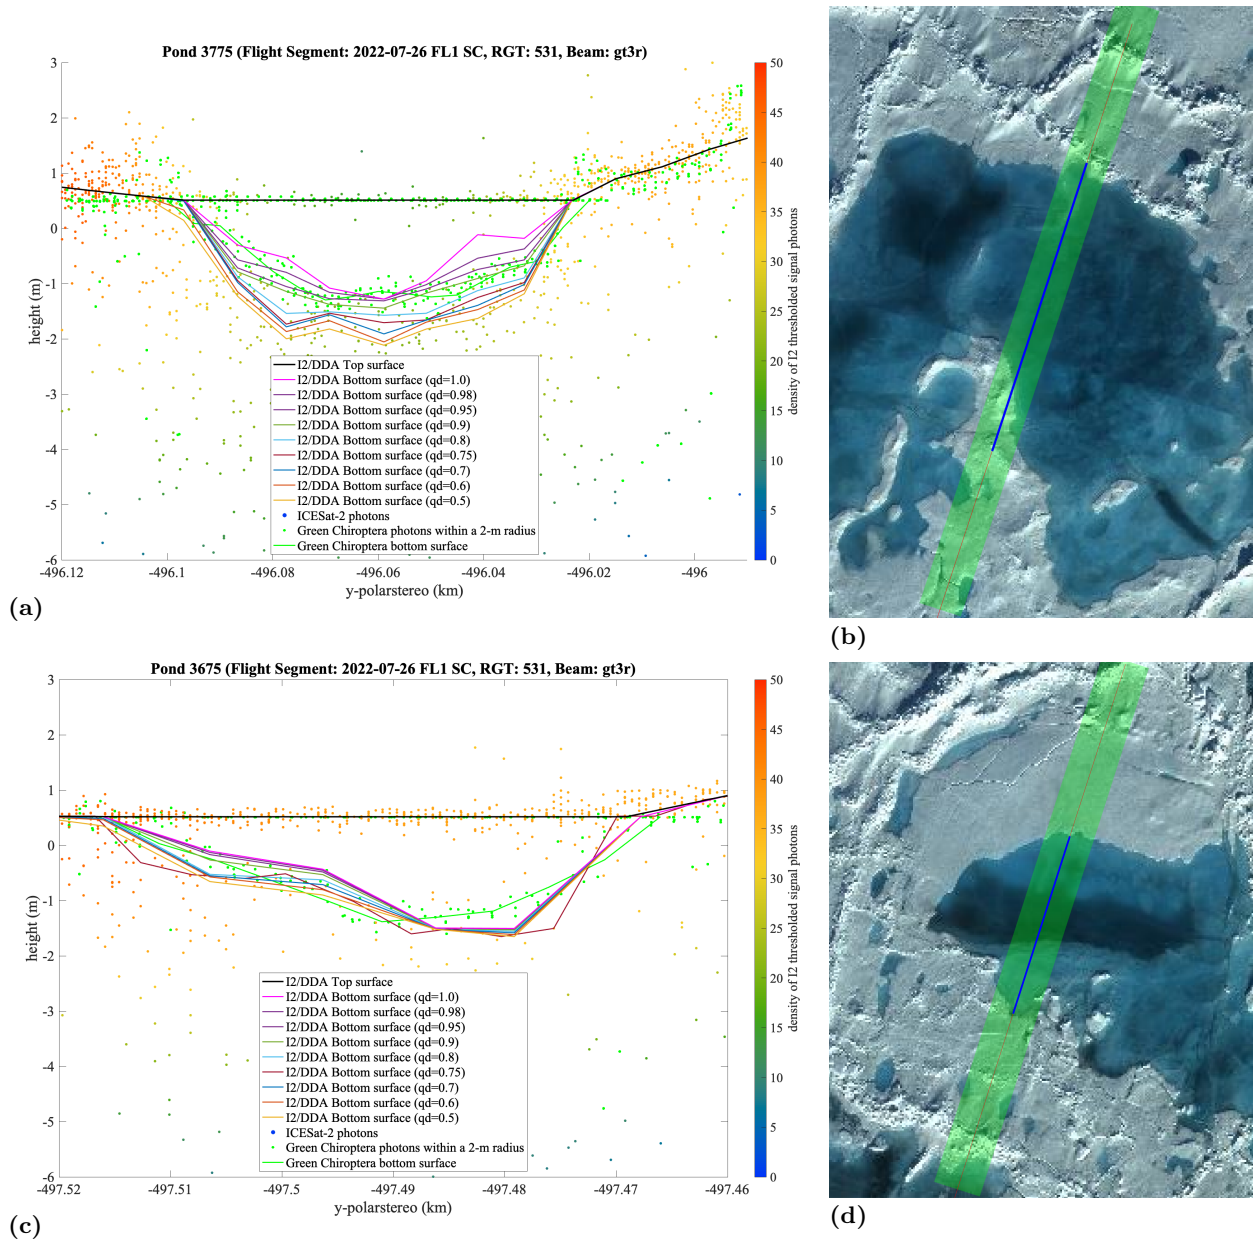 Pond 3775 (Flight Segment: 2022-07-26 FL1 SC, RGT: 531, Beam: gt3r)
3
2
1
0
-1
-2
-3
-4
-5
-6
height (m)
-496.12
-496.1
-496.08
-496.06
-496.04
-496.02
-496
y-polarstereo (km)
I2/DDA Top surface
I2/DDA Bottom surface (qd=1.0)
I2/DDA Bottom surface (qd=0.98)
I2/DDA Bottom surface (qd=0.95)
I2/DDA Bottom surface (qd=0.9)
I2/DDA Bottom surface (qd=0.8)
I2/DDA Bottom surface (qd=0.75)
I2/DDA Bottom surface (qd=0.7)
I2/DDA Bottom surface (qd=0.6)
I2/DDA Bottom surface (qd=0.5)
ICESat-2 photons
Green Chiroptera photons within a 2-m radius
Green Chiroptera bottom surface
50
45
40
35
30
25
20
15
10
5
0
density of I2 thresholded signal photons
(a)
(b)
Pond 3675 (Flight Segment: 2022-07-26 FL1 SC, RGT: 531, Beam: gt3r)
3
2
1
0
-1
-2
-3
-4
-5
-6
height (m)
-497.52
-497.51
-497.5
-497.49
-497.48
-497.47
-497.46
y-polarstereo (km)
I2/DDA Top surface
I2/DDA Bottom surface (qd=1.0)
I2/DDA Bottom surface (qd=0.98)
I2/DDA Bottom surface (qd=0.95)
I2/DDA Bottom surface (qd=0.9)
I2/DDA Bottom surface (qd=0.8)
I2/DDA Bottom surface (qd=0.75)
I2/DDA Bottom surface (qd=0.7)
I2/DDA Bottom surface (qd=0.6)
I2/DDA Bottom surface (qd=0.5)
ICESat-2 photons
Green Chiroptera photons within a 2-m radius
Green Chiroptera bottom surface
50
45
40
35
30
25
20
15
10
5
0
density of I2 thresholded signal photons
(c)
(d)